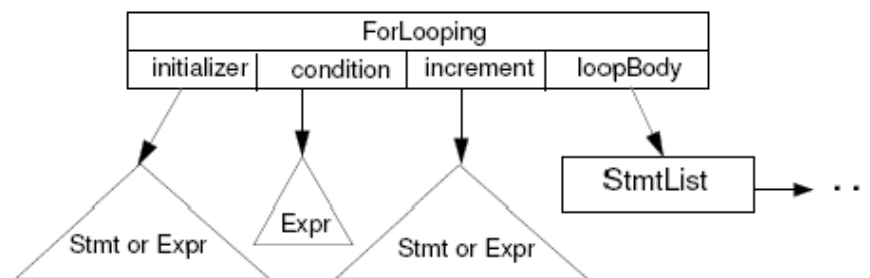 ForLooping
initializer condition increment loopBody
StmtList
Expr
Stmt or Expr
Stmt or Expr